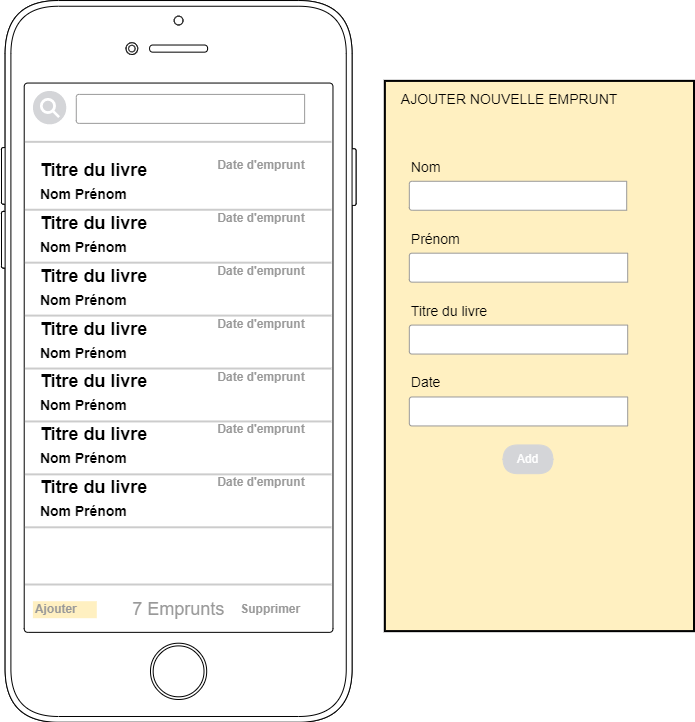 Titre du livre Date d'emprunt
Nom Prénom
Titre du livre Date d'emprunt
Nom Prénom
Titre du livre Date d'emprunt
Nom Prénom
Titre du livre Date d'emprunt
Nom Prénom
Titre du livre Date d'emprunt
Nom Prénom
Titre du livre Date d'emprunt
Nom Prénom
Titre du livre Date d'emprunt
Nom Prénom
Ajouter 7 Emprunts Supprimer
AJOUTER NOUVELLE EMPRUNT
Nom
Prénom
Titre du livre
Date
Add